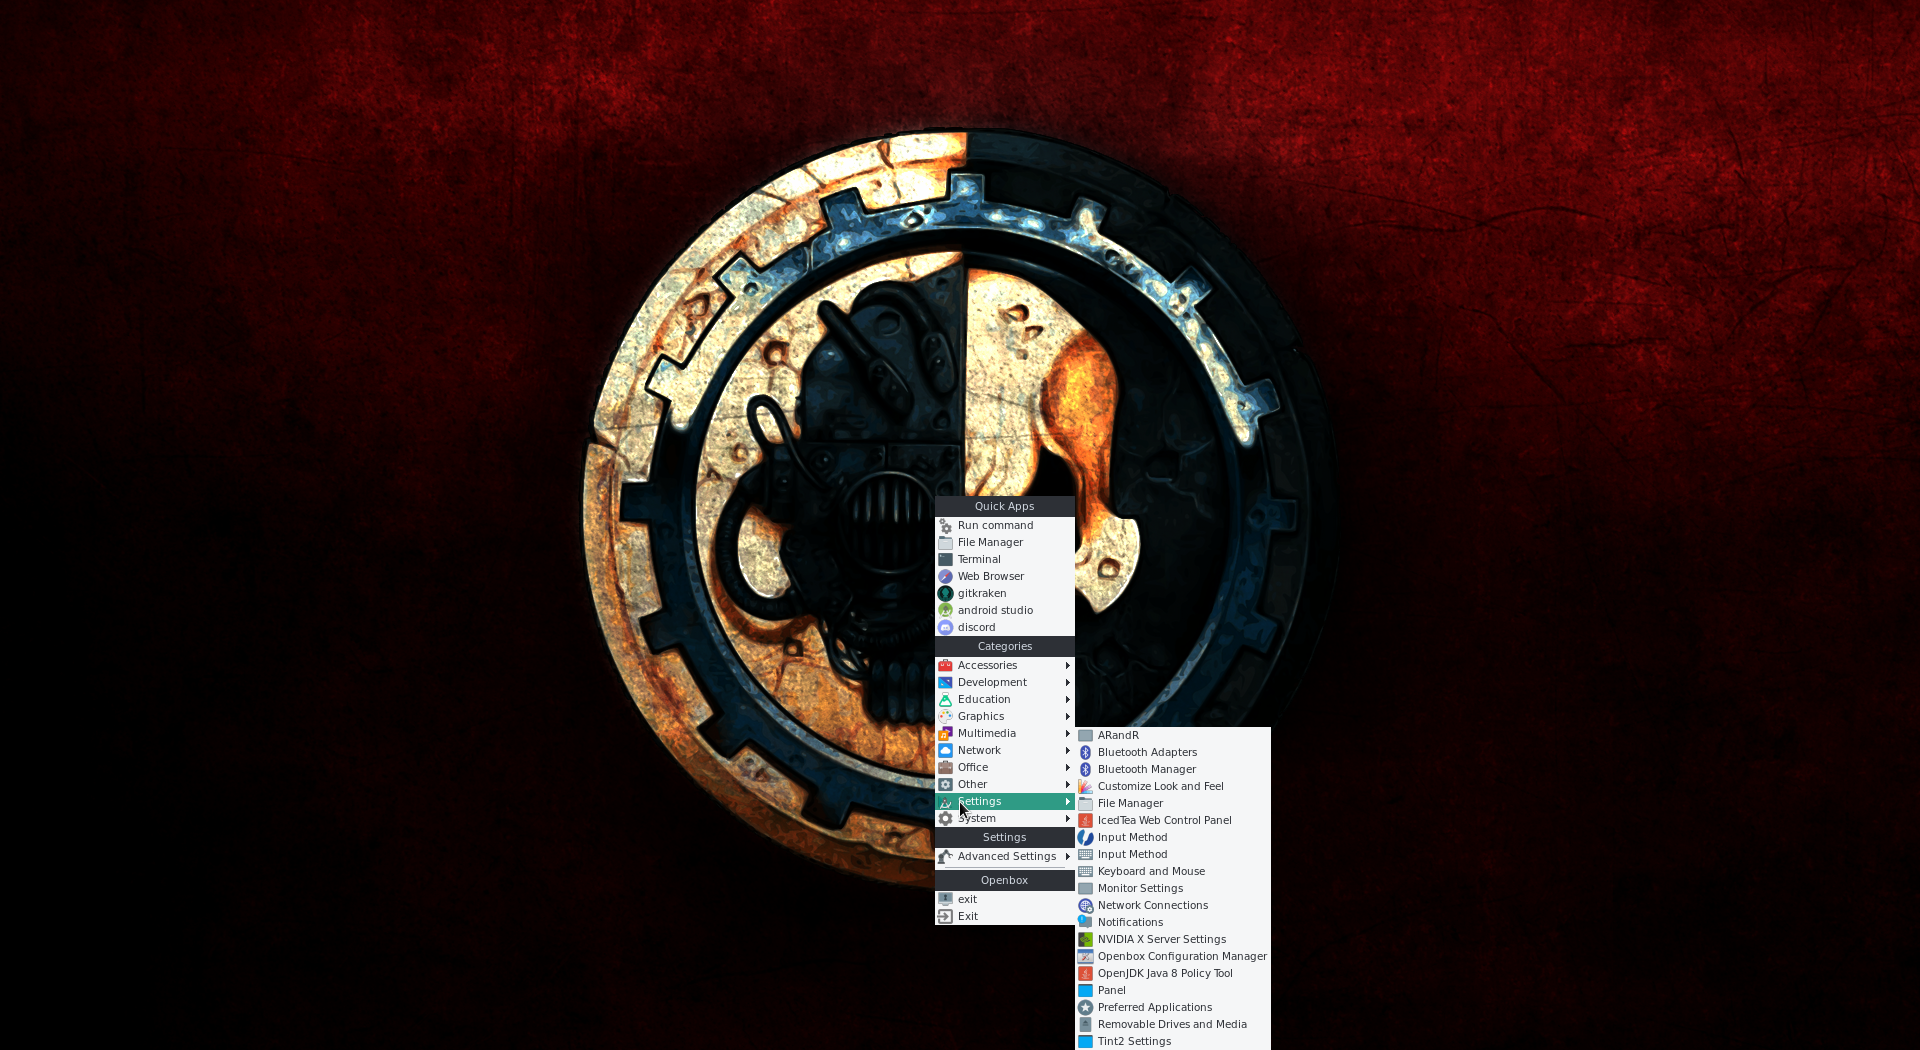 Quick Apps
Run command
File Manager
Terminal
Web Browser
gitkraken
android studio
discord
Categories
Accessories
Development
Education
Graphics
Multimedia
Network
Office
Other
Settings
System
Settings
Advanced Settings
Openbox
exit
Exit
ARandR
Bluetooth Adapters
Bluetooth Manager
Customize Look and Feel
File Manager
IcedTea Web Control Panel
Input Method
Input Method
Keyboard and Mouse
Monitor Settings
Network Connections
Notifications
NVIDIA X Server Settings
Openbox Configuration Manager
OpenJDK Java 8 Policy Tool
Panel
Preferred Applications
Removable Drives and Media
Tint2 Settings